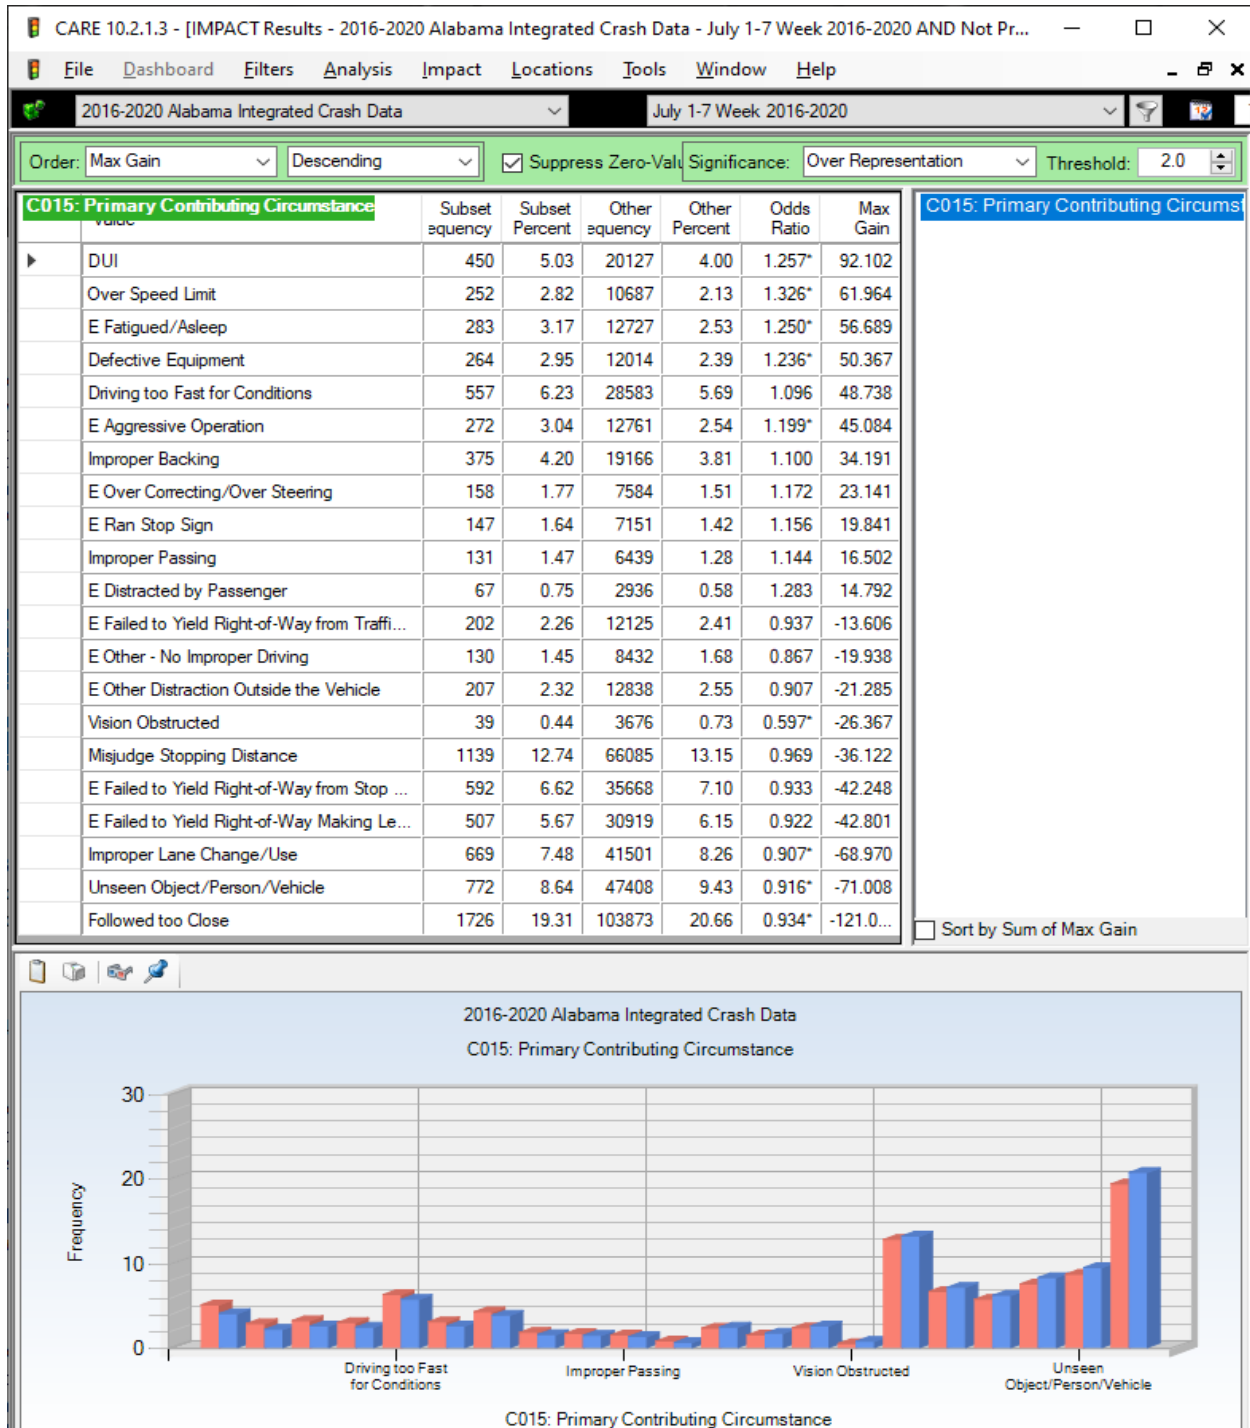 CARE 10.2.1.3 - [IMPACT Results - 2016-2020 Alabama Integrated Crash Data - July 1-7 Week 2016-2020 AND Not Pr...
File Dashboard Filters Analysis Impact Locations Tools Window Help
2016-2020 Alabama Integrated Crash Data July 1-7 Week 2016-2020
Order: Max Gain Descending Suppress Zero-Valu Significance: Over Representation Threshold: 2.0
C015: Primary Contributing Circumstance Subset equency Subset Percent Other equency Other Percent Odds Ratio Max Gain
DUI 450 5.03 20127 4.00 1.257* 92.102
Over Speed Limit 252 2.82 10687 2.13 1.326* 61.964
E Fatigued/Asleep 283 3.17 12727 2.53 1.250* 56.689
Defective Equipment 264 2.95 12014 2.39 1.236* 50.367
Driving too Fast for Conditions 557 6.23 28583 5.69 1.096 48.738
E Aggressive Operation 272 3.04 12761 2.54 1.199* 45.084
Improper Backing 375 4.20 19166 3.81 1.100 34.191
E Over Correcting/Over Steering 158 1.77 7584 1.51 1.172 23.141
E Ran Stop Sign 147 1.64 7151 1.42 1.156 19.841
Improper Passing 131 1.47 6439 1.28 1.144 16.502
E Distracted by Passenger 67 0.75 2936 0.58 1.283 14.792
E Failed to Yield Right-of-Way from Traffi... 202 2.26 12125 2.41 0.937 -13.606
E Other - No Improper Driving 130 1.45 8432 1.68 0.867 -19.938
E Other Distraction Outside the Vehicle 207 2.32 12838 2.55 0.907 -21.285
Vision Obstructed 39 0.44 3676 0.73 0.597* -26.367
Misjudge Stopping Distance 1139 12.74 66085 13.15 0.969 -36.122
E Failed to Yield Right-of-Way from Stop ... 592 6.62 35668 7.10 0.933 -42.248
E Failed to Yield Right-of-Way Making Le... 507 5.67 30919 6.15 0.922 -42.801
Improper Lane Change/Use 669 7.48 41501 8.26 0.907* -68.970
Unseen Object/Person/Vehicle 772 8.64 47408 9.43 0.916* -71.008
Followed too Close 1726 19.31 103873 20.66 0.934* -121.0...
C015: Primary Contributing Circumst
Sort by Sum of Max Gain
2016-2020 Alabama Integrated Crash Data
C015: Primary Contributing Circumstance
30
20
10
0
Frequency
Driving too Fast
for Conditions
Improper Passing
Vision Obstructed
Unseen
Object/Person/Vehicle
C015: Primary Contributing Circumstance